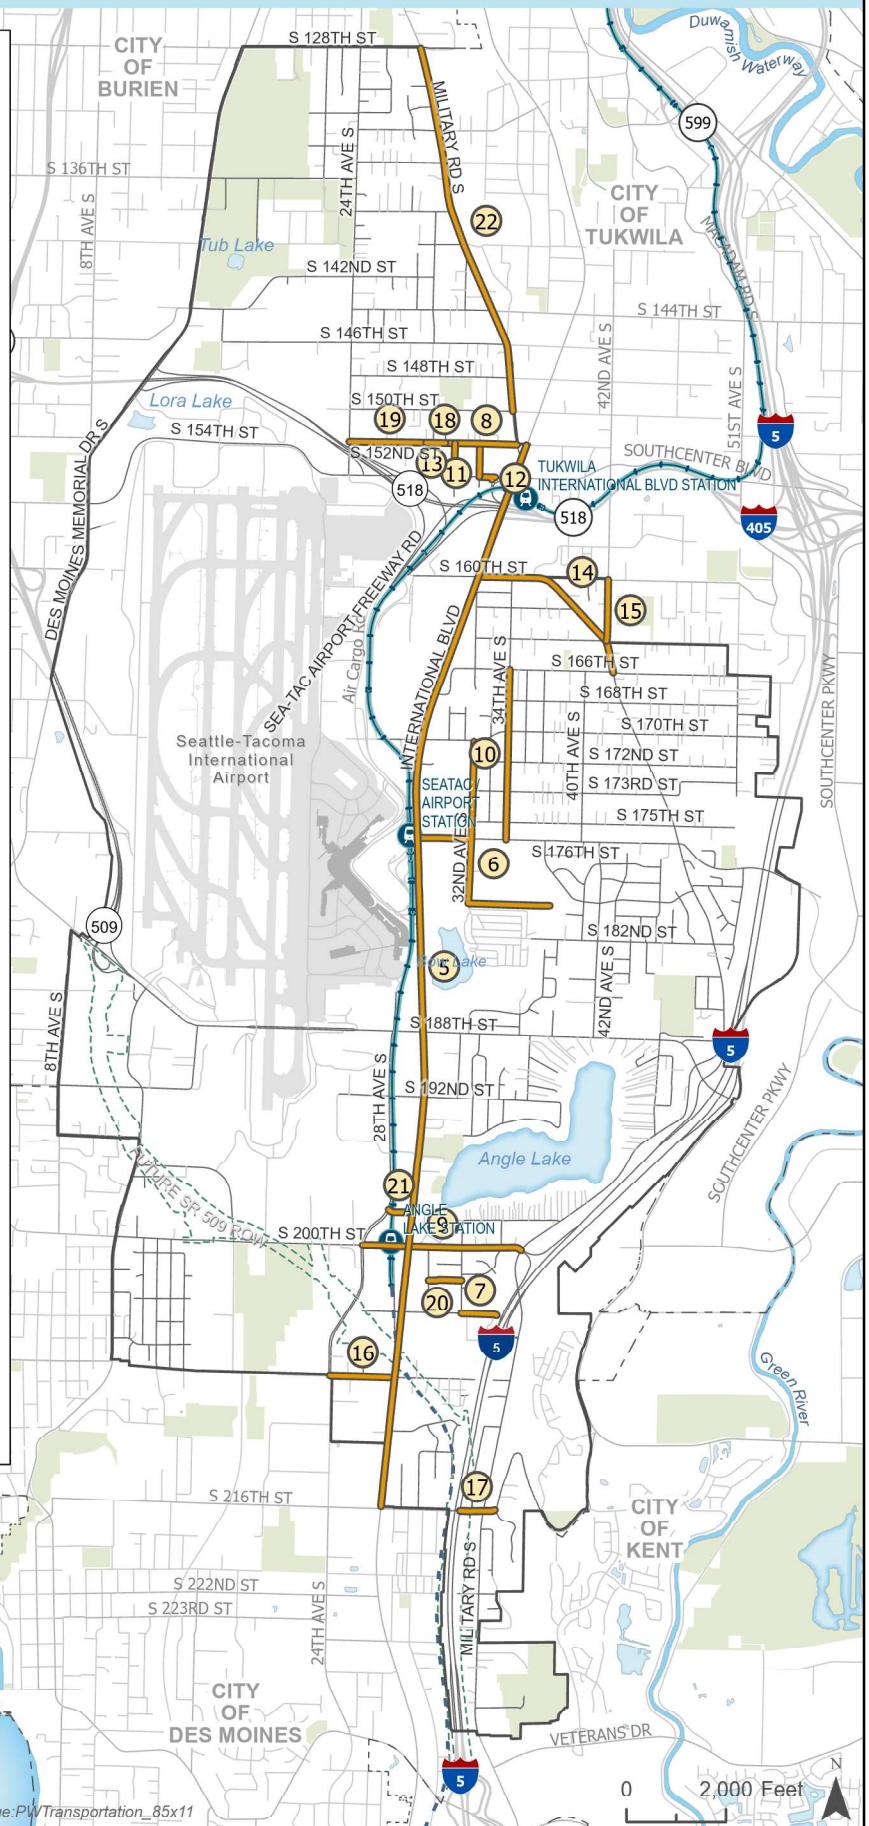 S 128TH ST
CITY
OF
BURIEN
Duwamish Waterway
MILITARY RD S
599
24TH AVE S
S 136TH ST
8TH AVE S
CITY
OF
TUKWILA
22
Tub Lake
MACADAM RD S
S 142ND ST
S 144TH ST
S 146TH ST
42ND AVE S
S 148TH ST
51ST AVE S
Lora Lake
S 150TH ST
19
18
8
5
S 154TH ST
S 152ND ST
13
11
12
SOUTHCENTER BLVD
TUKWILA
INTERNATIONAL BLVD STATION
518
518
405
DES MOINES MEMORIAL DR S
SEA-TAC AIRPORT FREEWAY RD
S 160TH ST
14
15
INTERNATIONAL BLVD
Air Cargo Rd
34TH AVE S
S 166TH ST
S 168TH ST
SOUTHCENTER PKWY
40TH AVE S
S 170TH ST
Seattle-Tacoma
International
Airport
10
S 172ND ST
SEATAC/
AIRPORT
STATION
S 173RD ST
S 175TH ST
32ND AVE S
S 176TH ST
6
509
S 182ND ST
Bow Lake
5
42ND AVE S
8TH AVE S
S 188TH ST
5
28TH AVE S
S 192ND ST
SOUTHCENTER PKWY
Angle Lake
FUTURE SR 509 ROW
21
ANGLE
LAKE STATION
9
S 200TH ST
7
20
5
16
Green River
17
S 216TH ST
CITY
OF
KENT
MILITARY RD S
S 222ND ST
S 223RD ST
24TH AVE S
CITY
OF
DES MOINES
VETERANS DR
5
N
0 2,000 Feet
e:PWTransportation_85x11